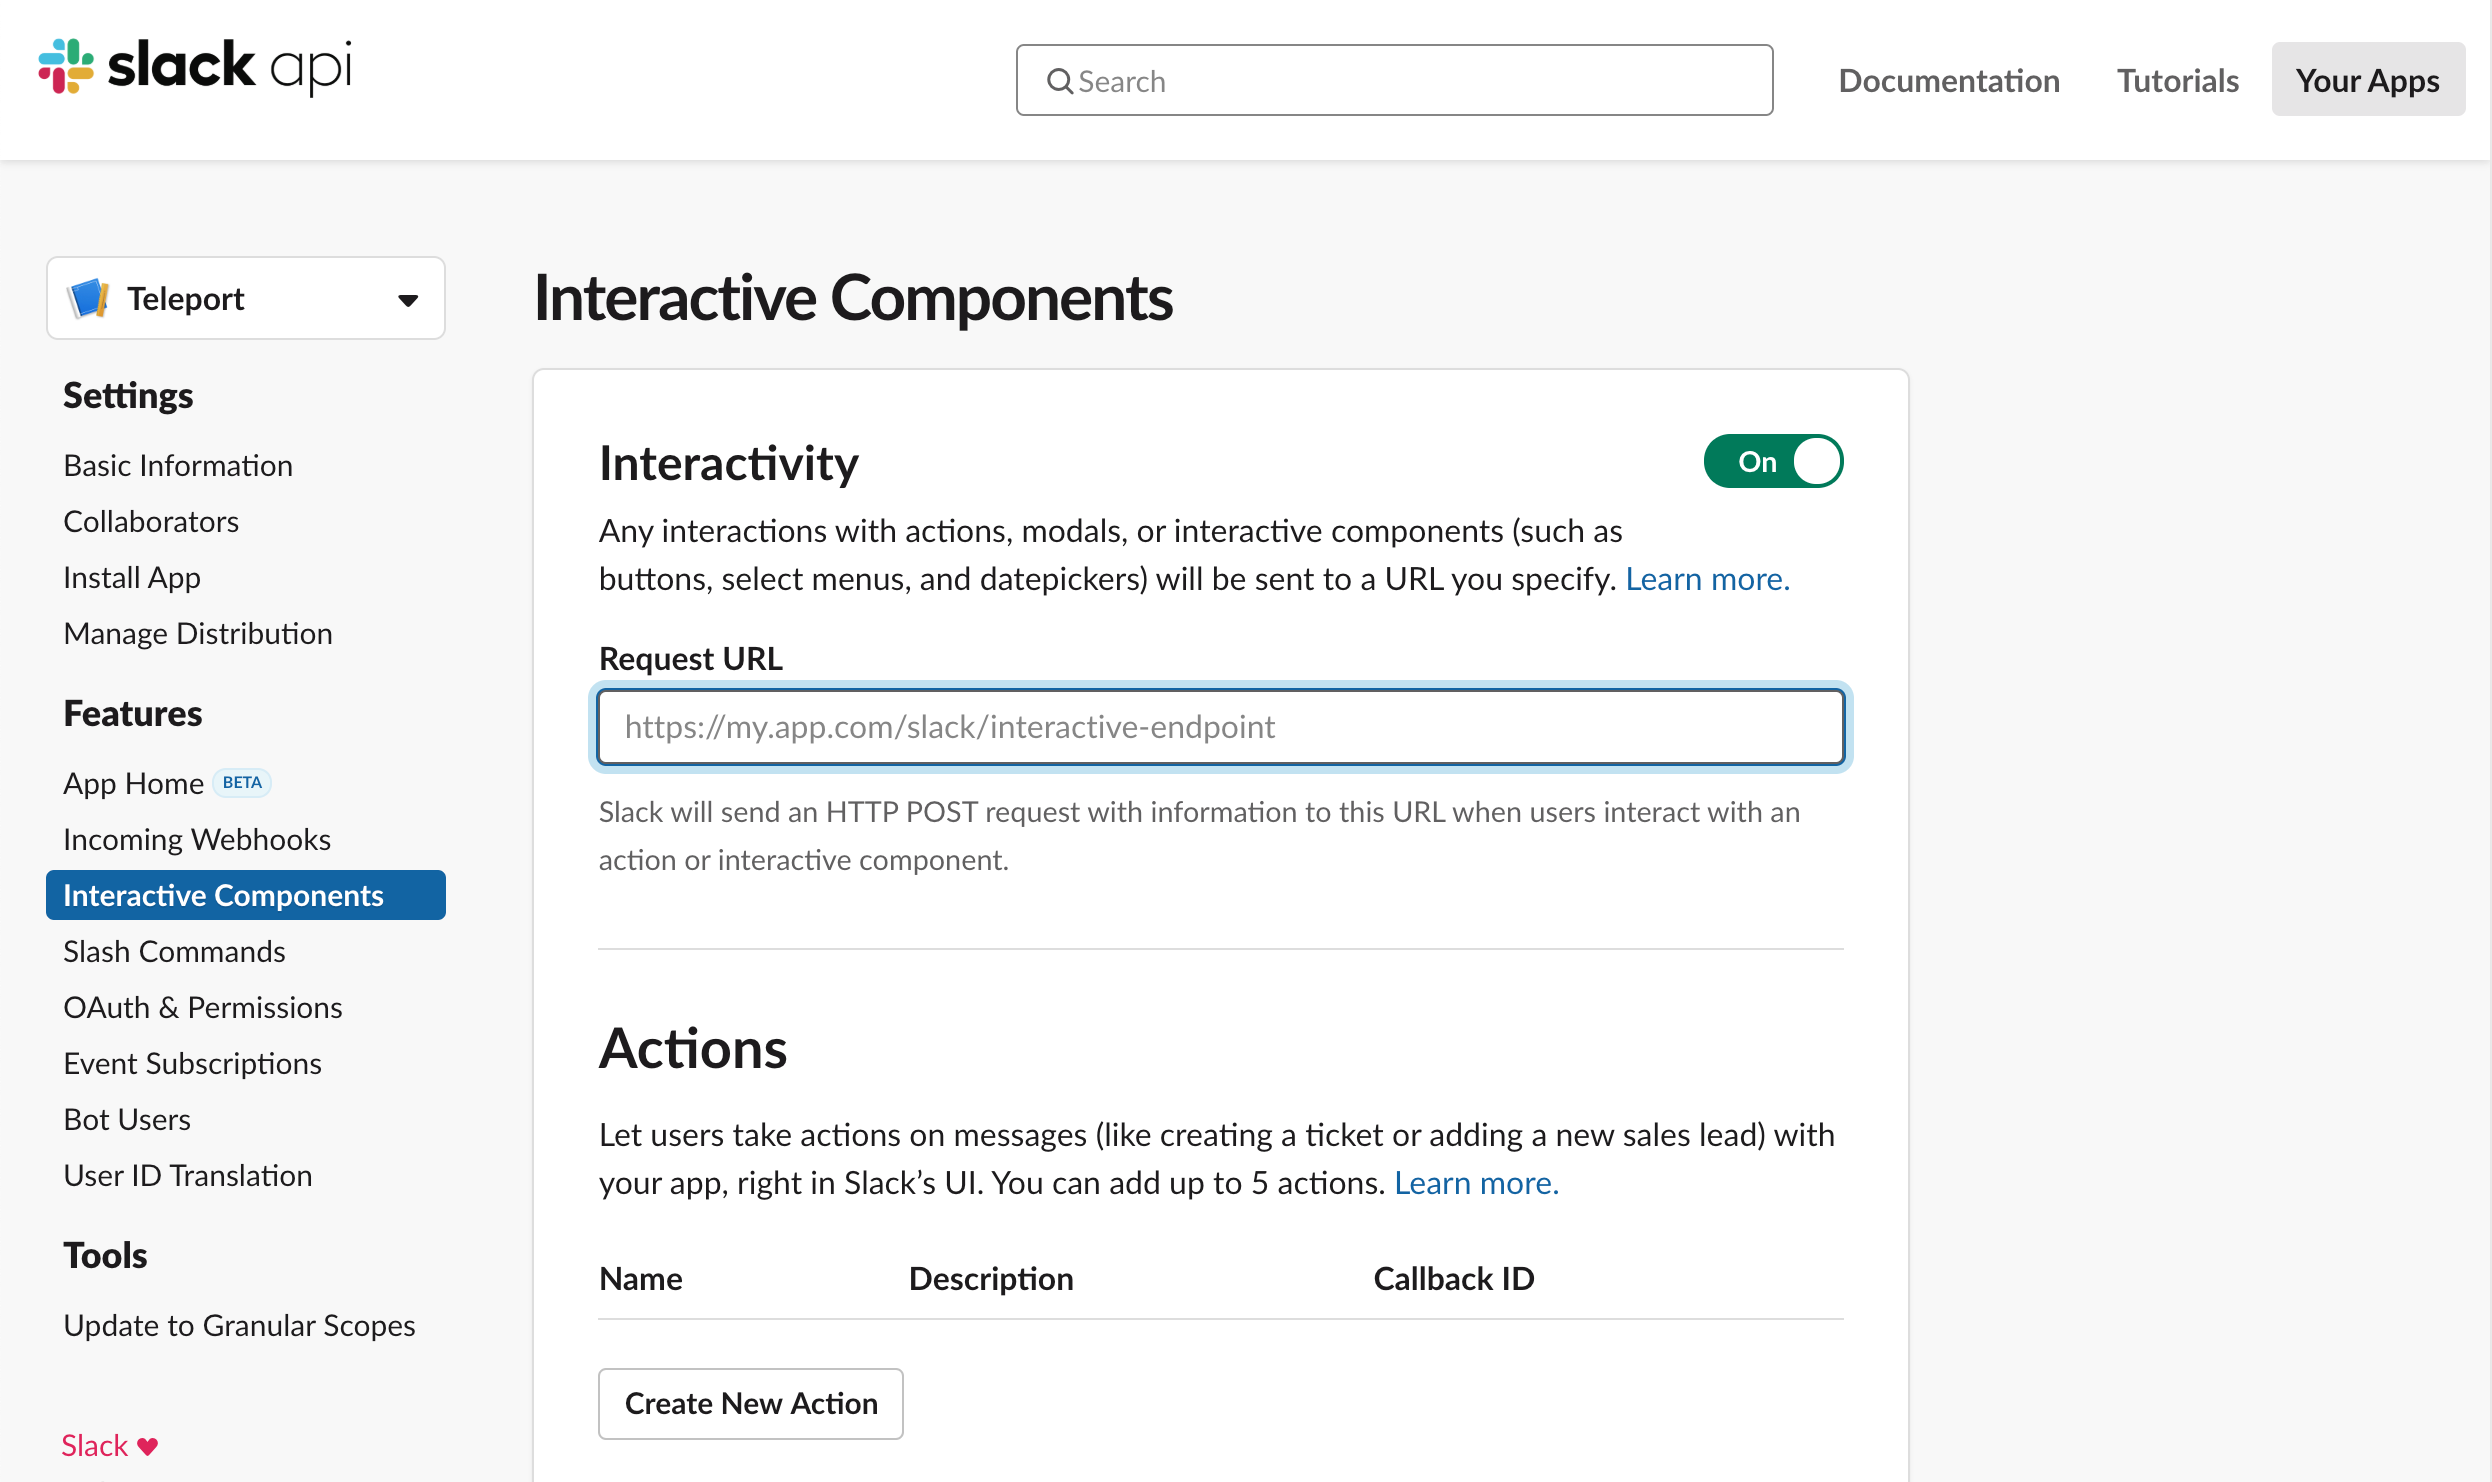 slack api
Search
Documentation
Tutorials
Your Apps
Teleport
Settings
Basic Information
Collaborators
Install App
Manage Distribution
Features
App Home BETA
Incoming Webhooks
Interactive Components
Slash Commands
OAuth & Permissions
Event Subscriptions
Bot Users
User ID Translation
Tools
Update to Granular Scopes
Slack ♥
Interactive Components
Interactivity
On
Any interactions with actions, modals, or interactive components (such as
buttons, select menus, and datepickers) will be sent to a URL you specify. Learn more.
Request URL
https://my.app.com/slack/interactive-endpoint
Slack will send an HTTP POST request with information to this URL when users interact with an
action or interactive component.
Actions
Let users take actions on messages (like creating a ticket or adding a new sales lead) with
your app, right in Slack’s UI. You can add up to 5 actions. Learn more.
Name Description Callback ID
Create New Action